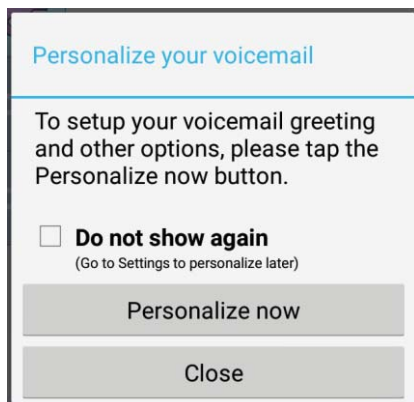 Personalize your voicemail
To setup your voicemail greeting
and other options, please tap the
Personalize now button.
Do not show again
(Go to Settings to personalize later)
Personalize now
Close